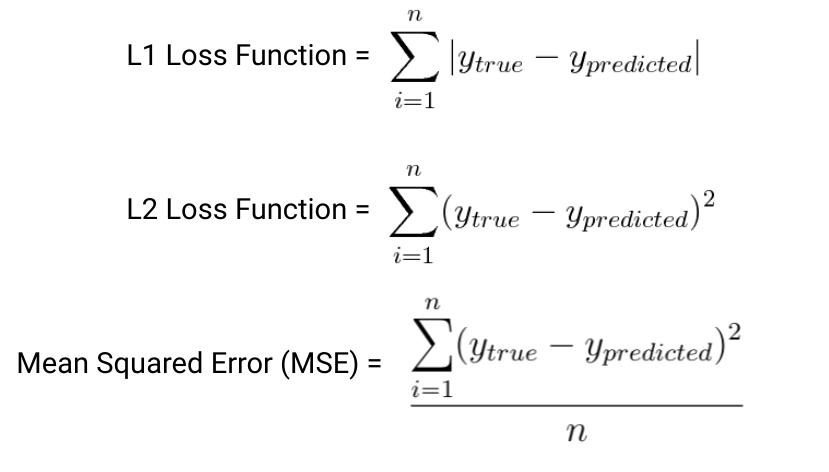 L1 Loss Function = \sum_{i=1}^{n} |y_{true} - y_{predicted}|
L2 Loss Function = \sum_{i=1}^{n} (y_{true} - y_{predicted})^2
Mean Squared Error (MSE) = \frac{\sum_{i=1}^{n} (y_{true} - y_{predicted})^2}{n}